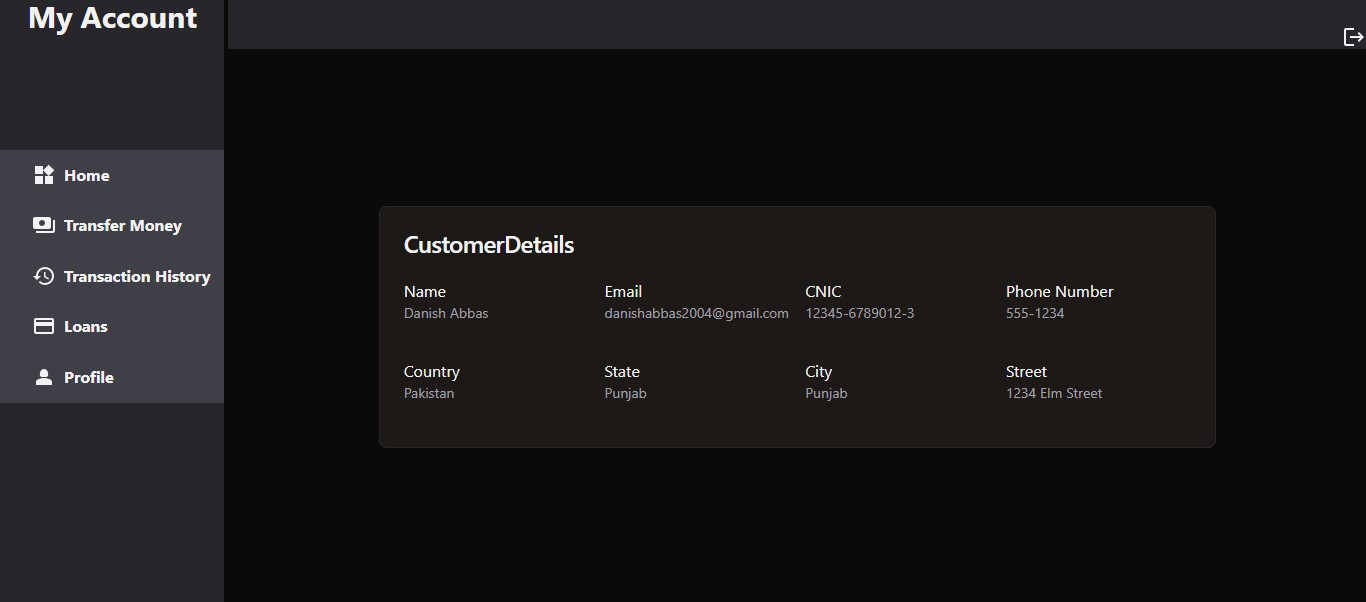 My Account
Home
Transfer Money
Transaction History
Loans
Profile
CustomerDetails
Name Email CNIC Phone Number
Danish Abbas danishabbas2004@gmail.com 12345-6789012-3 555-1234
Country State City Street
Pakistan Punjab Punjab 1234 Elm Street